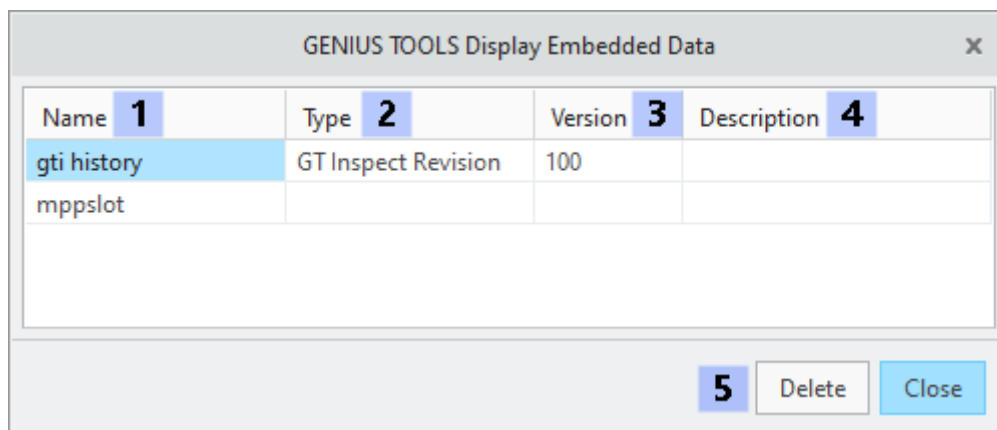 GENIUS TOOLS Display Embedded Data x
Name 1 Type 2 Version 3 Description 4
gti history GT Inspect Revision 100
mppslot
5 Delete Close